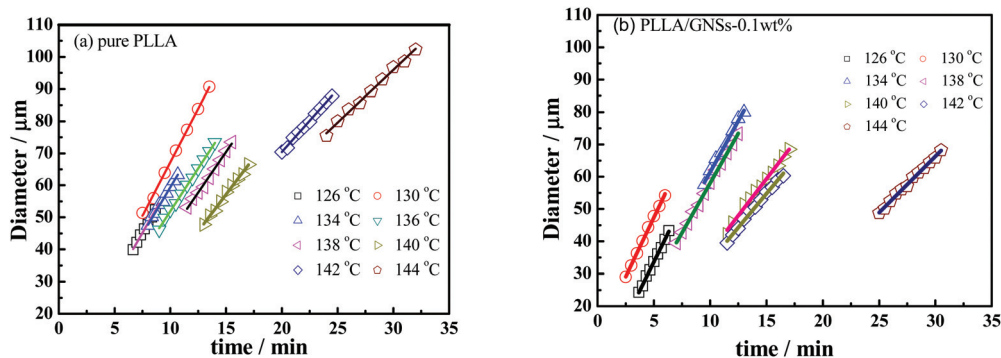 (a) pure PLLA
Diameter / μm
110
100
90
80
70
60
50
40
30
20
0 5 10 15 20 25 30 35
time / min
126 °C 130 °C
134 °C 136 °C
138 °C 140 °C
142 °C 144 °C
(b) PLLA/GNSs-0.1wt%
Diameter / μm
110
100
90
80
70
60
50
40
30
20
0 5 10 15 20 25 30 35
time / min
126 °C 130 °C
134 °C 138 °C
140 °C 142 °C
144 °C